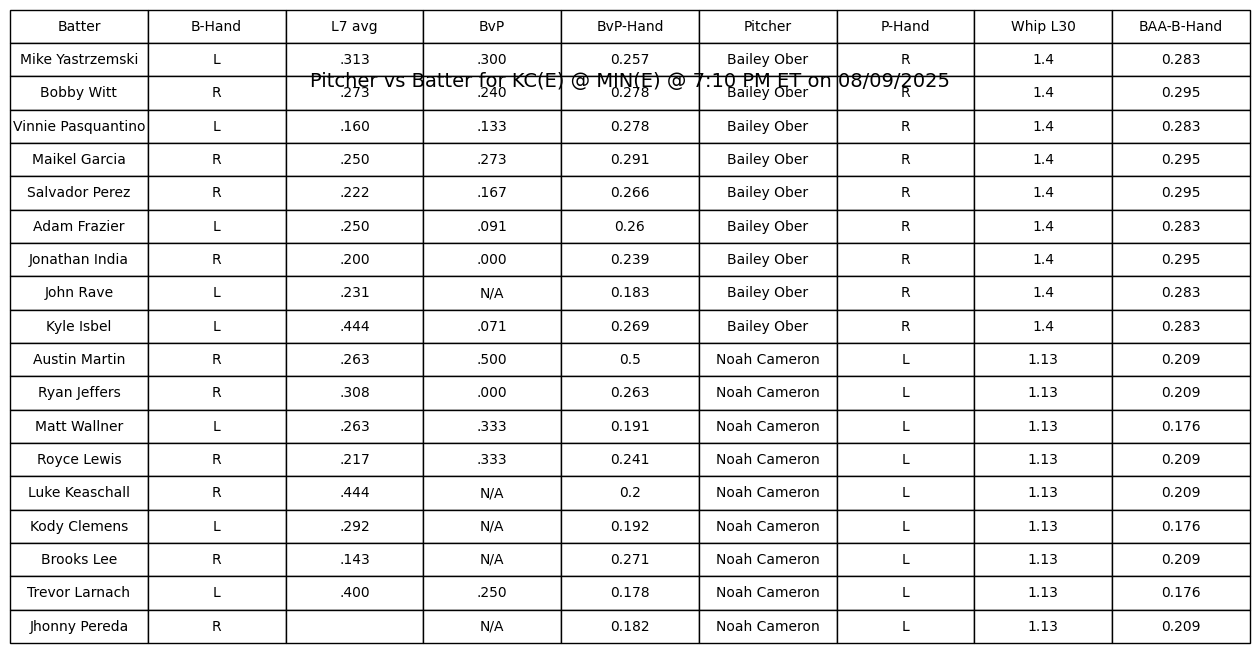 Batter B-Hand L7 avg BvP BvP-Hand Pitcher P-Hand Whip L30 BAA-B-Hand
Mike Yastrzemski L .313 .300 0.257 Bailey Ober R 1.4 0.283
Pitcher vs Batter for KC(E) @ MIN(E) @ 7:10 PM ET on 08/09/2025
Bobby Witt R .273 .240 0.278 Bailey Ober R 1.4 0.295
Vinnie Pasquantino L .160 .133 0.278 Bailey Ober R 1.4 0.283
Maikel Garcia R .250 .273 0.291 Bailey Ober R 1.4 0.295
Salvador Perez R .222 .167 0.266 Bailey Ober R 1.4 0.295
Adam Frazier L .250 .091 0.26 Bailey Ober R 1.4 0.283
Jonathan India R .200 .000 0.239 Bailey Ober R 1.4 0.295
John Rave L .231 N/A 0.183 Bailey Ober R 1.4 0.283
Kyle Isbel L .444 .071 0.269 Bailey Ober R 1.4 0.283
Austin Martin R .263 .500 0.5 Noah Cameron L 1.13 0.209
Ryan Jeffers R .308 .000 0.263 Noah Cameron L 1.13 0.209
Matt Wallner L .263 .333 0.191 Noah Cameron L 1.13 0.176
Royce Lewis R .217 .333 0.241 Noah Cameron L 1.13 0.209
Luke Keaschall R .444 N/A 0.2 Noah Cameron L 1.13 0.209
Kody Clemens L .292 N/A 0.192 Noah Cameron L 1.13 0.176
Brooks Lee R .143 N/A 0.271 Noah Cameron L 1.13 0.209
Trevor Larnach L .400 .250 0.178 Noah Cameron L 1.13 0.176
Jhonny Pereda R N/A 0.182 Noah Cameron L 1.13 0.209